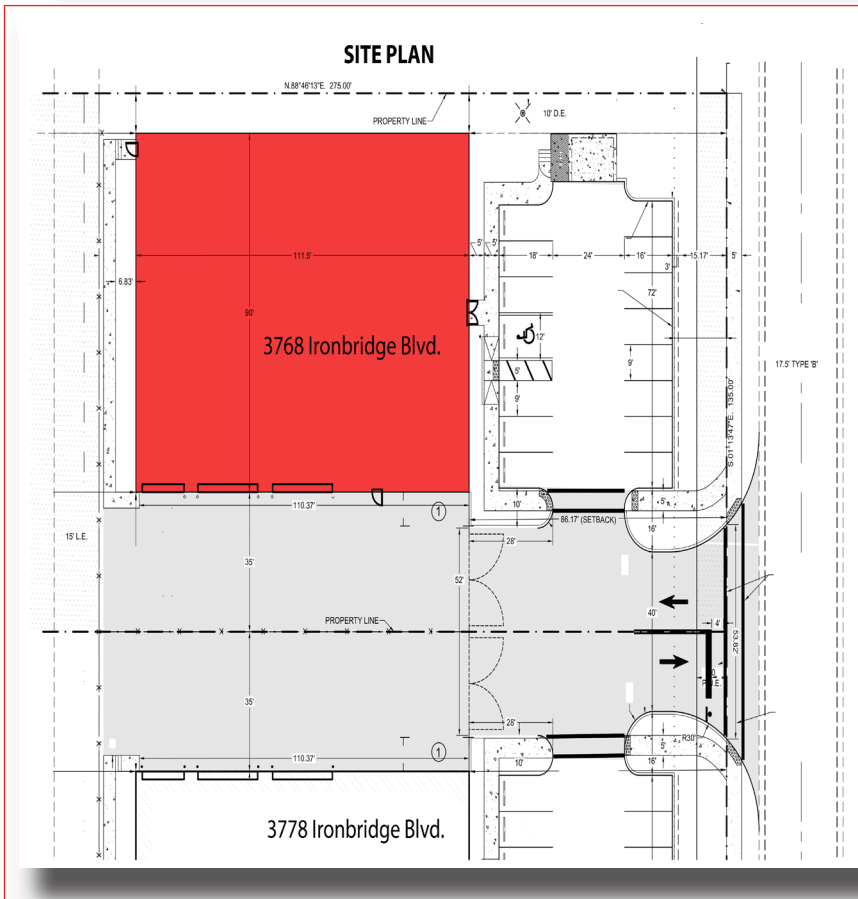 SITE PLAN
N.88°46'13"E. 275.00'
PROPERTY LINE
10' D.E.
5'
5'
18'
24'
16'
15.17'
5'
3'
111.5'
6.83'
72'
90'
12'
3768 Ironbridge Blvd.
9'
17.5' TYPE 'B'
5'
9'
S.01°13'47"E. 135.00'
110.37'
1
10'
5'
86.17' (SETBACK)
16'
15' L.E.
28'
35'
52'
40'
PROPERTY LINE
4'
53.82'
35'
28'
R30'
110.37'
1
10'
5'
16'
3778 Ironbridge Blvd.